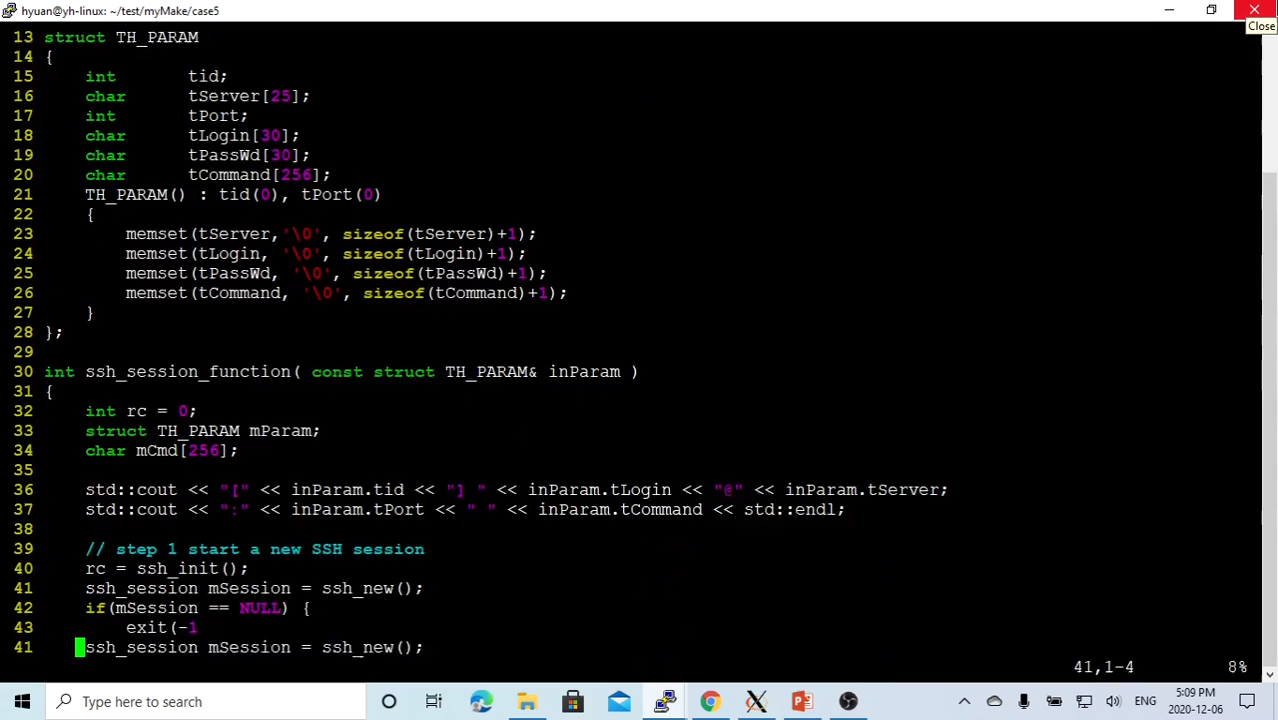 hyuan@yh-linux: ~/test/myMake/case5
Close
13 struct TH_PARAM
14 {
15     int       tid;
16     char      tServer[25];
17     int       tPort;
18     char      tLogin[30];
19     char      tPassWd[30];
20     char      tCommand[256];
21     TH_PARAM() : tid(0), tPort(0)
22     {
23         memset(tServer,'\0', sizeof(tServer)+1);
24         memset(tLogin, '\0', sizeof(tLogin)+1);
25         memset(tPassWd, '\0', sizeof(tPassWd)+1);
26         memset(tCommand, '\0', sizeof(tCommand)+1);
27     }
28 };
29
30 int ssh_session_function( const struct TH_PARAM& inParam )
31 {
32     int rc = 0;
33     struct TH_PARAM mParam;
34     char mCmd[256];
35
36     std::cout << "[" << inParam.tid << "] " << inParam.tLogin << "@" << inParam.tServer;
37     std::cout << ":" << inParam.tPort << " " << inParam.tCommand << std::endl;
38
39     // step 1 start a new SSH session
40     rc = ssh_init();
41     ssh_session mSession = ssh_new();
42     if(mSession == NULL) {
43         exit(-1
41     ssh_session mSession = ssh_new();
41,1-4 8%
Type here to search
ENG
5:09 PM
2020-12-06